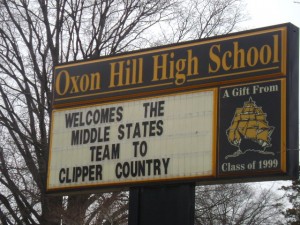 Oxon Hill High School
WELCOMES THE
MIDDLE STATES
TEAM TO
CLIPPER COUNTRY
A Gift From
Class of 1999